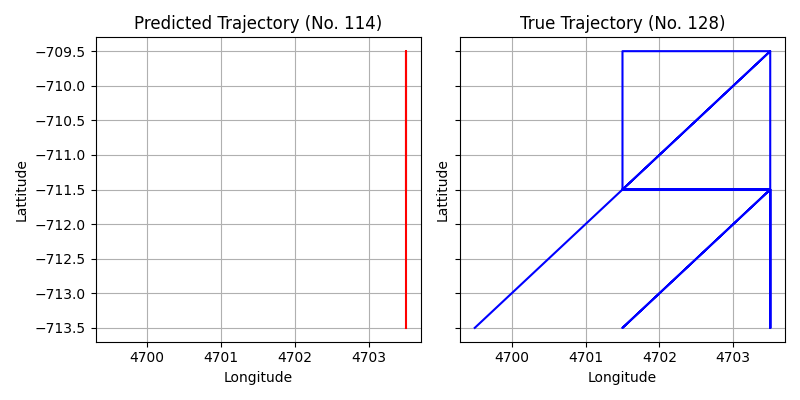 Predicted Trajectory (No. 114)
Lattitude
−709.5
−710.0
−710.5
−711.0
−711.5
−712.0
−712.5
−713.0
−713.5
4700 4701 4702 4703
Longitude
True Trajectory (No. 128)
Lattitude
4700 4701 4702 4703
Longitude